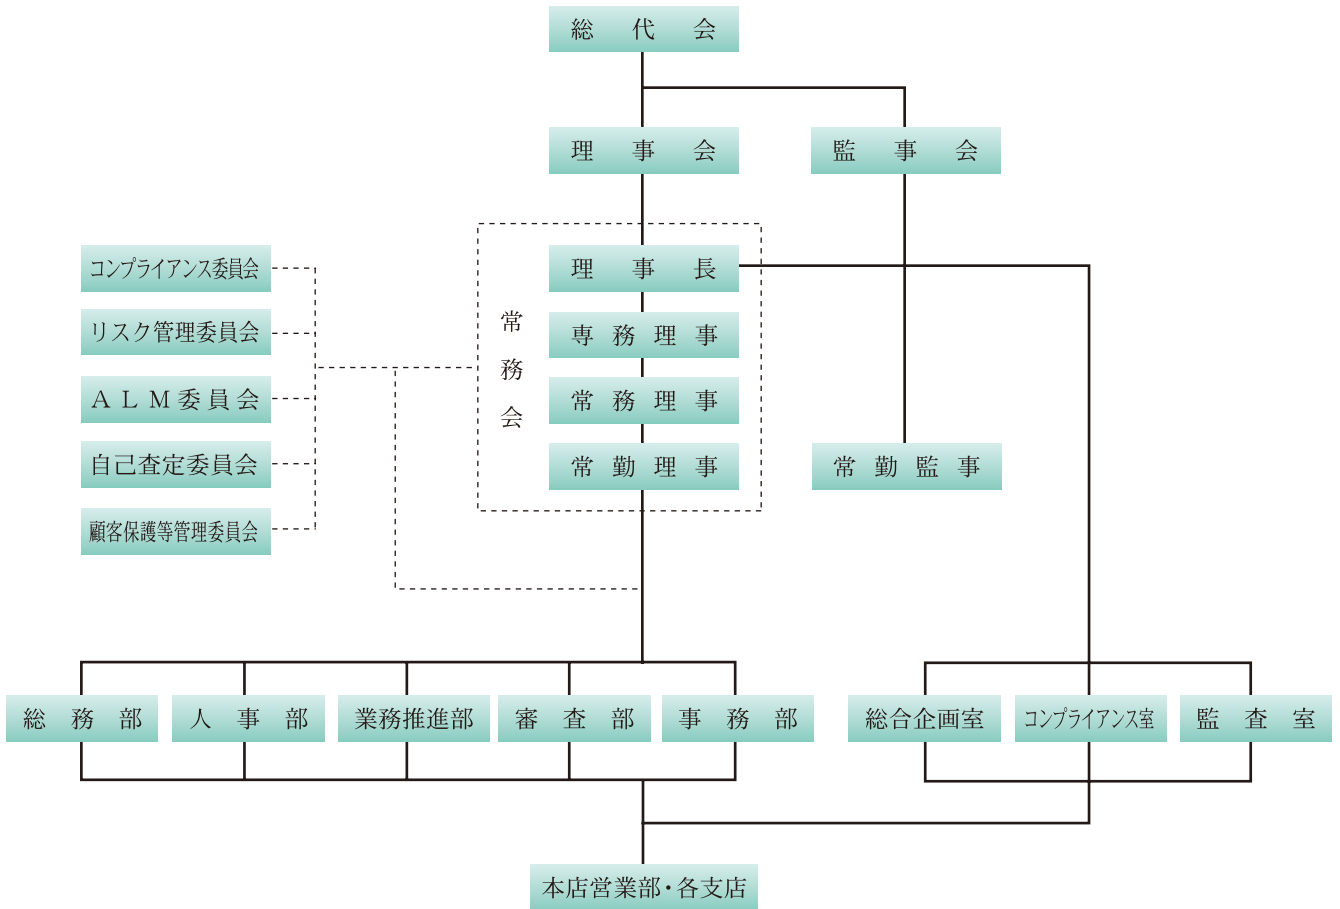 総代会
理事会
監事会
コンプライアンス委員会
リスク管理委員会
ALM委員会
自己査定委員会
顧客保護等管理委員会
常務会
理事長
専務理事
常務理事
常勤理事
常勤監事
総務部
人事部
業務推進部
審査部
事務部
総合企画室
コンプライアンス室
監査室
本店営業部・各支店